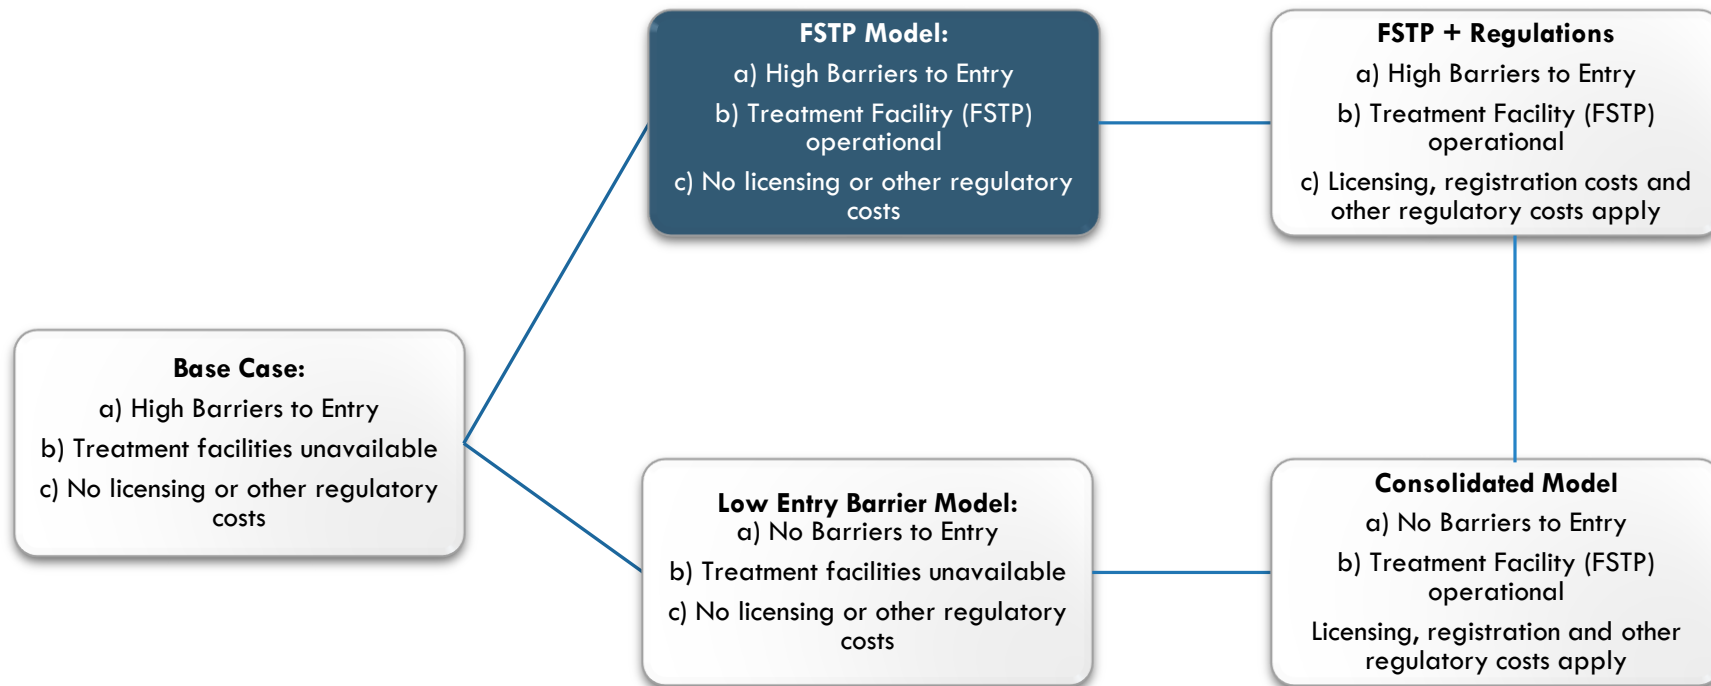 FSTP Model:
a) High Barriers to Entry
b) Treatment Facility (FSTP)
operational
c) No licensing or other regulatory
costs
FSTP + Regulations
a) High Barriers to Entry
b) Treatment Facility (FSTP)
operational
c) Licensing, registration costs and
other regulatory costs apply
Base Case:
a) High Barriers to Entry
b) Treatment facilities unavailable
c) No licensing or other regulatory
costs
Low Entry Barrier Model:
a) No Barriers to Entry
b) Treatment facilities unavailable
c) No licensing or other regulatory
costs
Consolidated Model
a) No Barriers to Entry
b) Treatment Facility (FSTP)
operational
Licensing, registration and other
regulatory costs apply